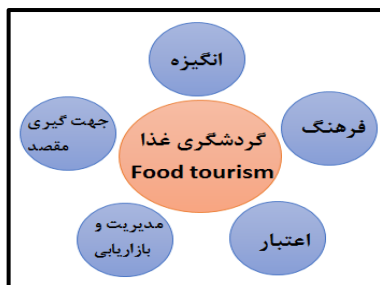 انگیزه
فرهنگ
اعتبار
مدیریت و
بازاریابی
جهت گیری
مقصد
گردشگری غذا
Food tourism